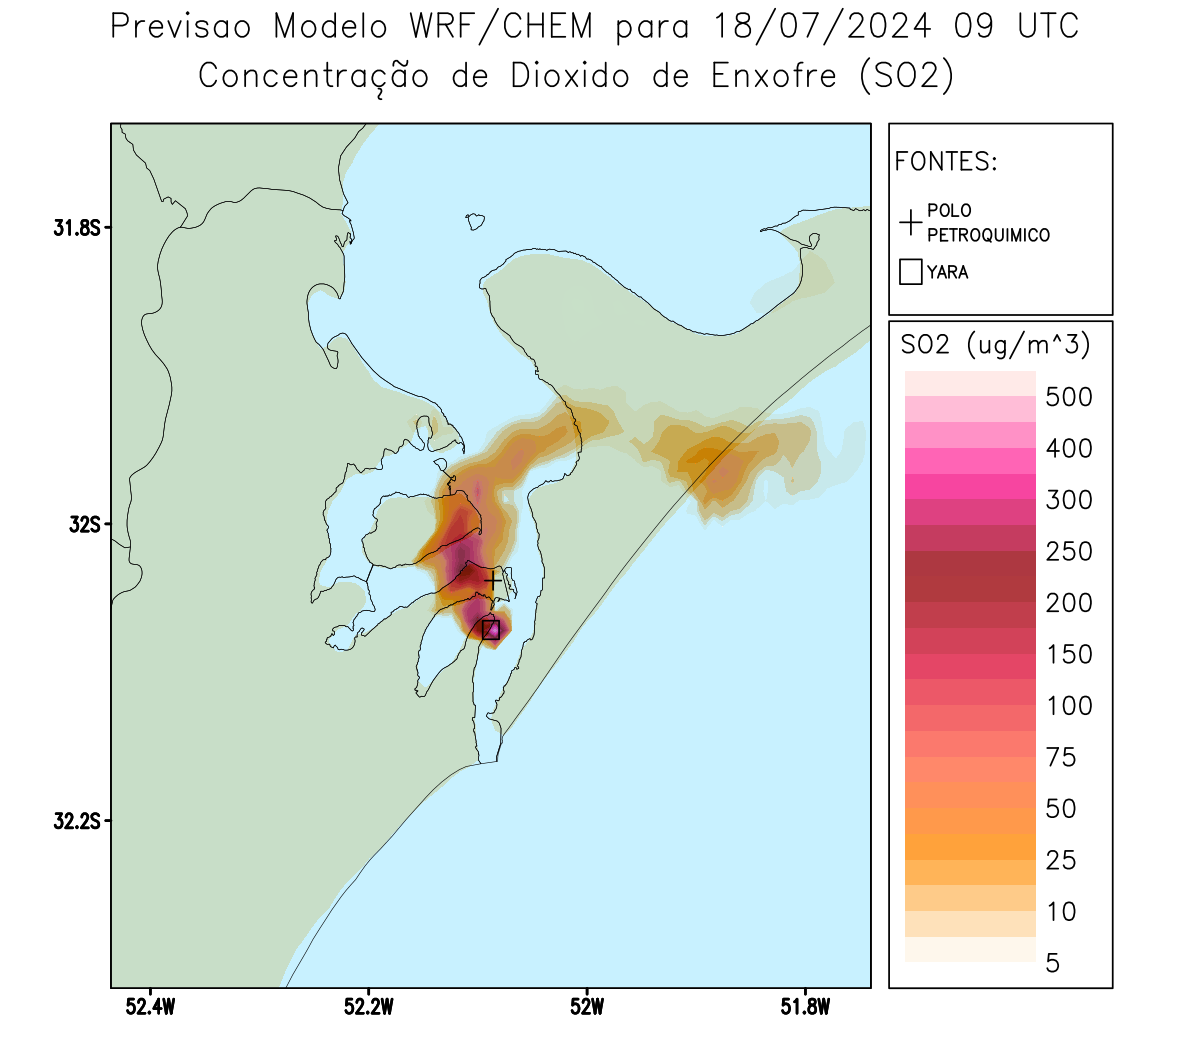 Previsao Modelo WRF/CHEM para 18/07/2024 09 UTC
Concentração de Dioxido de Enxofre (SO2)
FONTES:
POLO
PETROQUIMICO
YARA
SO2 (ug/m^3)
500
400
300
250
200
150
100
75
50
25
10
5
31.8S
32S
32.2S
52.4W
52.2W
52W
51.8W